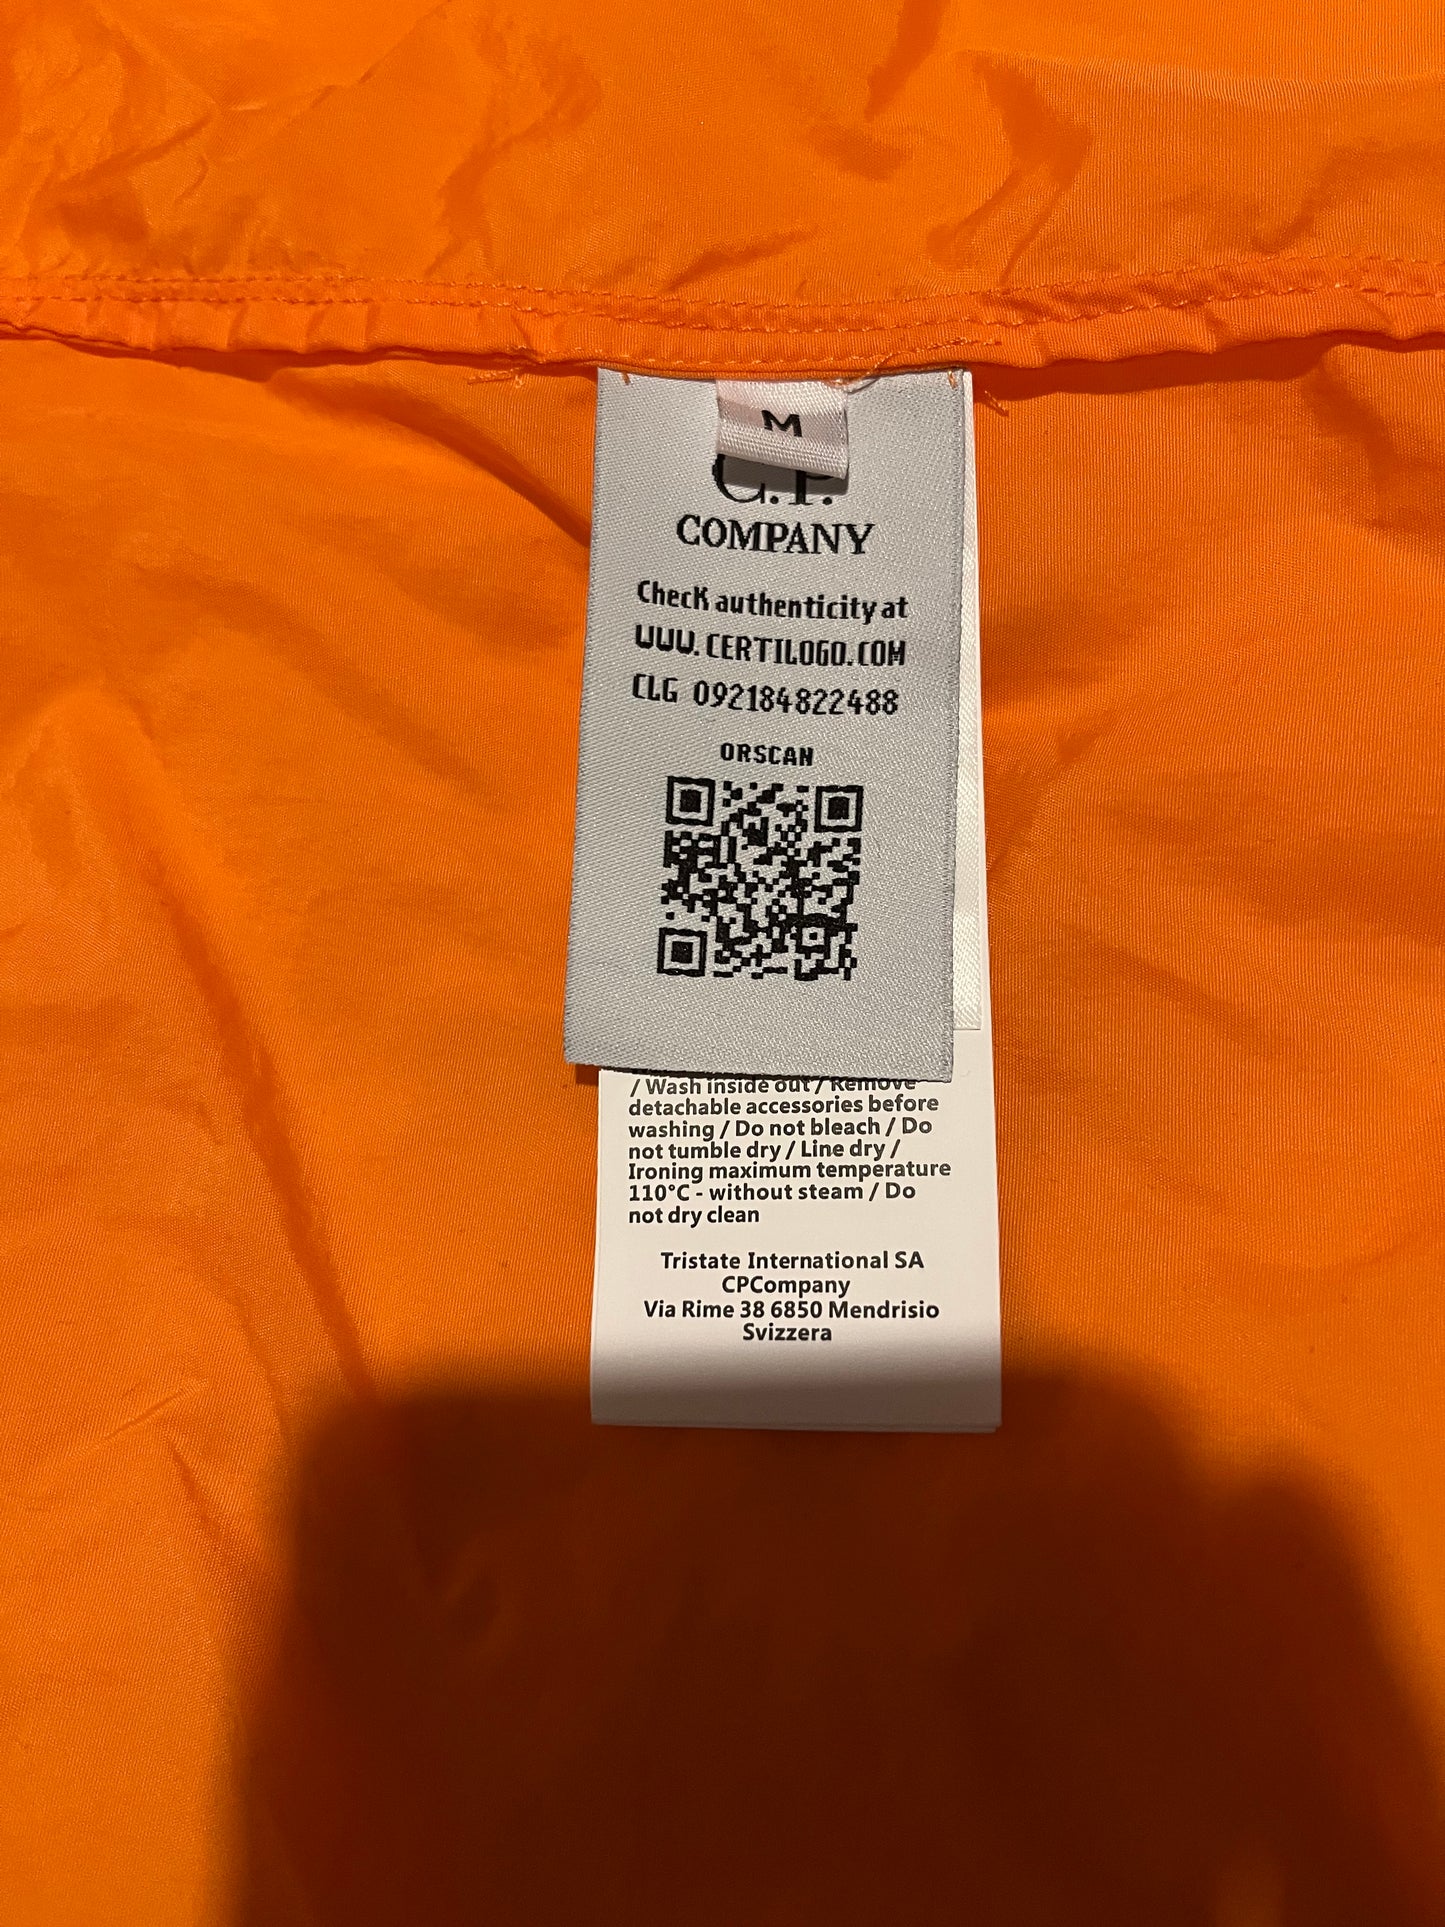 M
C.P.
COMPANY
ChecK authenticity at
WWW.CERTILOGO.COM
CLG 092184822488
ORSCAN
/ Wash inside out / Remove
detachable accessories before
washing / Do not bleach / Do
not tumble dry / Line dry /
Ironing maximum temperature
110°C - without steam / Do
not dry clean
Tristate International SA
CPCompany
Via Rime 38 6850 Mendrisio
Svizzera